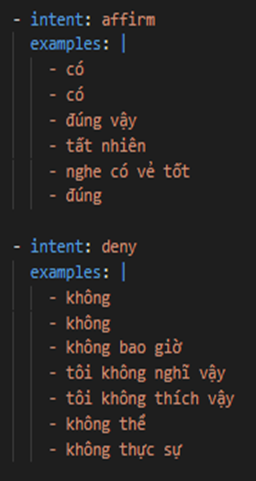 - intent: affirm
examples: |
- có
- có
- đúng vậy
- tất nhiên
- nghe có vẻ tốt
- đúng
- intent: deny
examples: |
- không
- không
- không bao giờ
- tôi không nghĩ vậy
- tôi không thích vậy
- không thể
- không thực sự